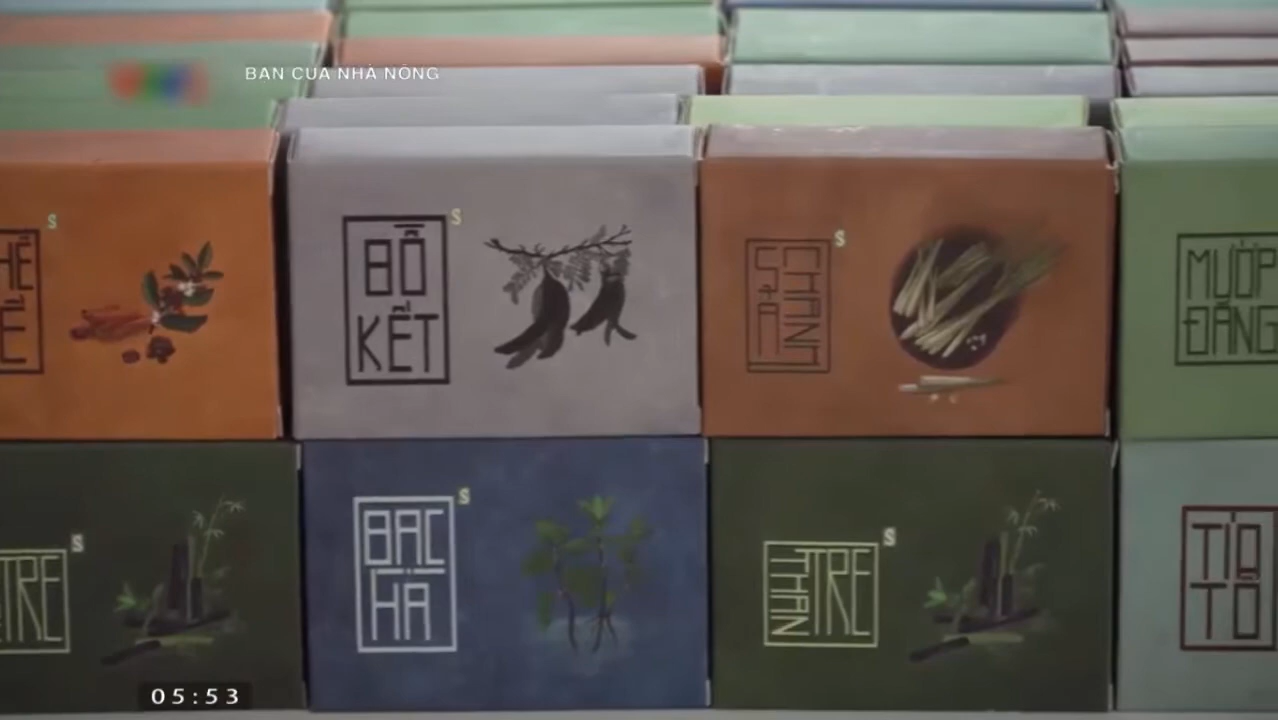 BẠN CỦA NHÀ NÔNG
HÊ
Ế
S
BỒ
KẾT
S
SẢ
CHANH
S
MƯỚP
ĐẮNG
TRE
S
BẠC
HÀ
S
THAN
TRE
S
TÍA
TÔ
05:53